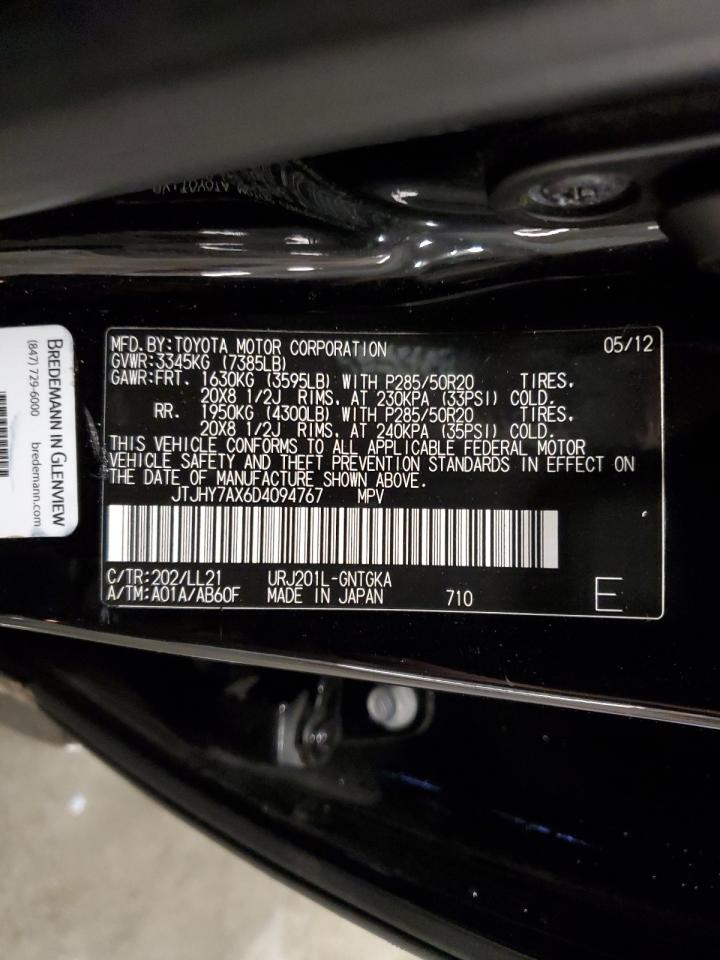 MFD.BY:TOYOTA MOTOR CORPORATION 05/12
GVWR:3345KG (7385LB)
GAWR:FRT. 1630KG (3595LB) WITH P285/50R20 TIRES.
20X8 1/2J RIMS. AT 230KPA (33PSI) COLD.
RR. 1950KG (4300LB) WITH P285/50R20 TIRES.
20X8 1/2J RIMS. AT 240KPA (35PSI) COLD.
THIS VEHICLE CONFORMS TO ALL APPLICABLE FEDERAL MOTOR
VEHICLE SAFETY AND THEFT PREVENTION STANDARDS IN EFFECT ON
THE DATE OF MANUFACTURE SHOWN ABOVE.
JTJHY7AX6D4094767 MPV
C/TR:202/LL21 URJ201L-GNTGKA
A/TM:A01A/AB60F MADE IN JAPAN 710 E
BREDEMANN IN GLENVIEW
(847) 729-6000 bredemann.com